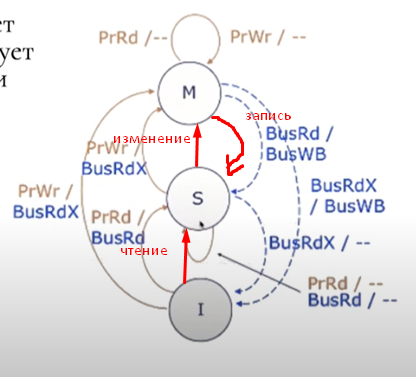 ет
ует
и
PrRd / --
PrWr / --
M
запись
изменение
BusRd /
BusWB
PrWr /
BusRdX
BusRdX
/ BusWB
PrWr /
BusRdX
S
PrRd /
BusRd
чтение
BusRdX / --
PrRd / --
BusRd / --
I